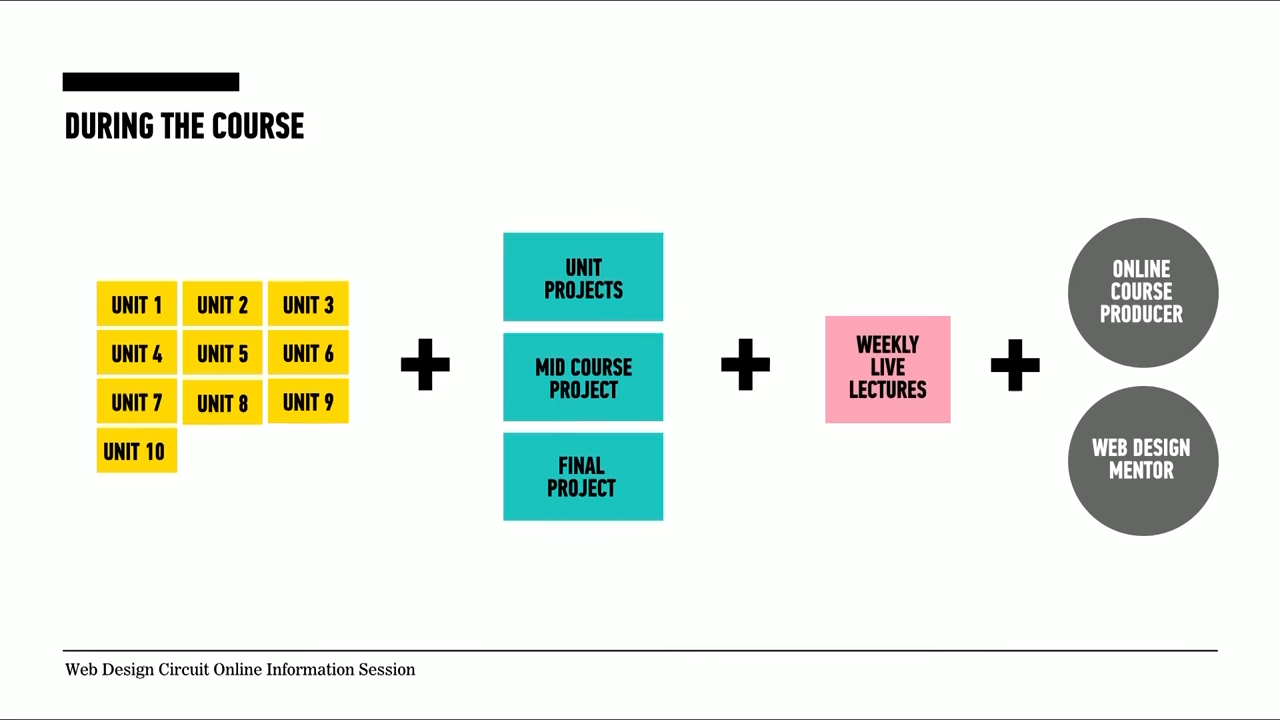 DURING THE COURSE
UNIT 1
UNIT 2
UNIT 3
UNIT 4
UNIT 5
UNIT 6
UNIT 7
UNIT 8
UNIT 9
UNIT 10
UNIT
PROJECTS
MID COURSE
PROJECT
FINAL
PROJECT
WEEKLY
LIVE
LECTURES
ONLINE
COURSE
PRODUCER
WEB DESIGN
MENTOR
Web Design Circuit Online Information Session